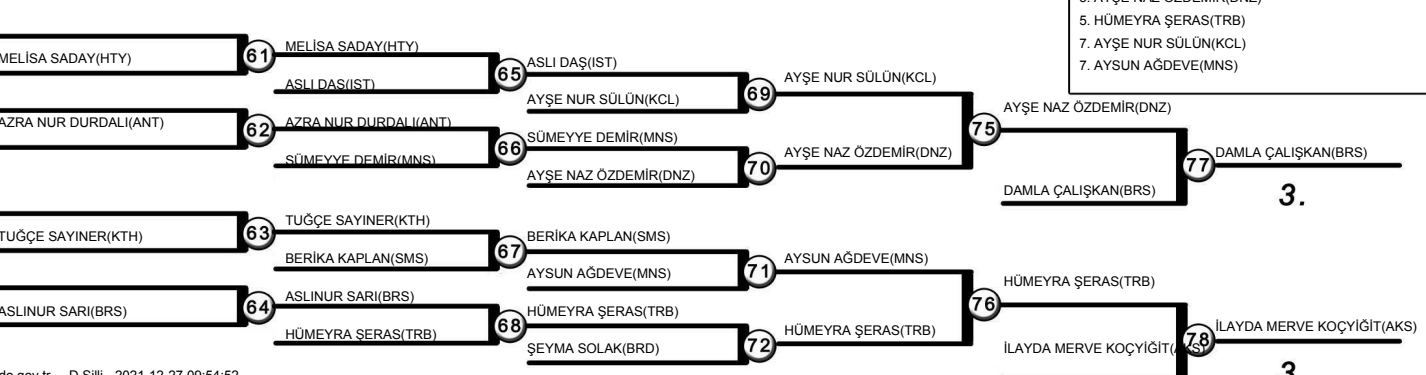 5. HÜMEYRA ŞERAS(TRB)
7. AYŞE NUR SÜLÜN(KCL)
7. AYSUN AĞDEVE(MNS)
MELİSA SADAY(HTY)
61
MELİSA SADAY(HTY)
ASLI DAŞ(IST)
65
ASLI DAŞ(IST)
AYŞE NUR SÜLÜN(KCL)
69
AYŞE NUR SÜLÜN(KCL)
AZRA NUR DURDALI(ANT)
62
AZRA NUR DURDALI(ANT)
SÜMEYYE DEMİR(MNS)
66
SÜMEYYE DEMİR(MNS)
AYŞE NAZ ÖZDEMİR(DNZ)
70
AYŞE NAZ ÖZDEMİR(DNZ)
75
AYŞE NAZ ÖZDEMİR(DNZ)
DAMLA ÇALIŞKAN(BRS)
77
DAMLA ÇALIŞKAN(BRS)
3.
TUĞÇE SAYINER(KTH)
63
TUĞÇE SAYINER(KTH)
BERİKA KAPLAN(SMS)
67
BERİKA KAPLAN(SMS)
AYSUN AĞDEVE(MNS)
71
AYSUN AĞDEVE(MNS)
ASLINUR SARI(BRS)
64
ASLINUR SARI(BRS)
HÜMEYRA ŞERAS(TRB)
68
HÜMEYRA ŞERAS(TRB)
ŞEYMA SOLAK(BRD)
72
HÜMEYRA ŞERAS(TRB)
76
HÜMEYRA ŞERAS(TRB)
İLAYDA MERVE KOÇYİĞİT(AKS)
78
İLAYDA MERVE KOÇYİĞİT(AKS)
3